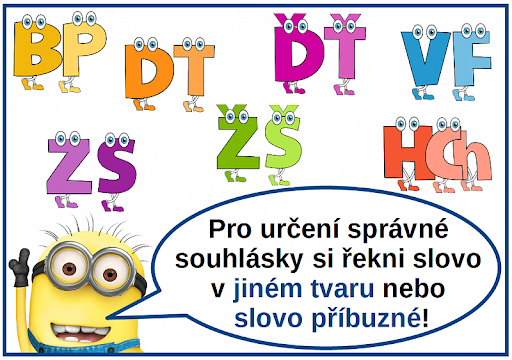 BP DT ĎŤ VF
ZS ŽŠ HCh
Pro určení správné
souhlásky si řekni slovo
v jiném tvaru nebo
slovo příbuzné!